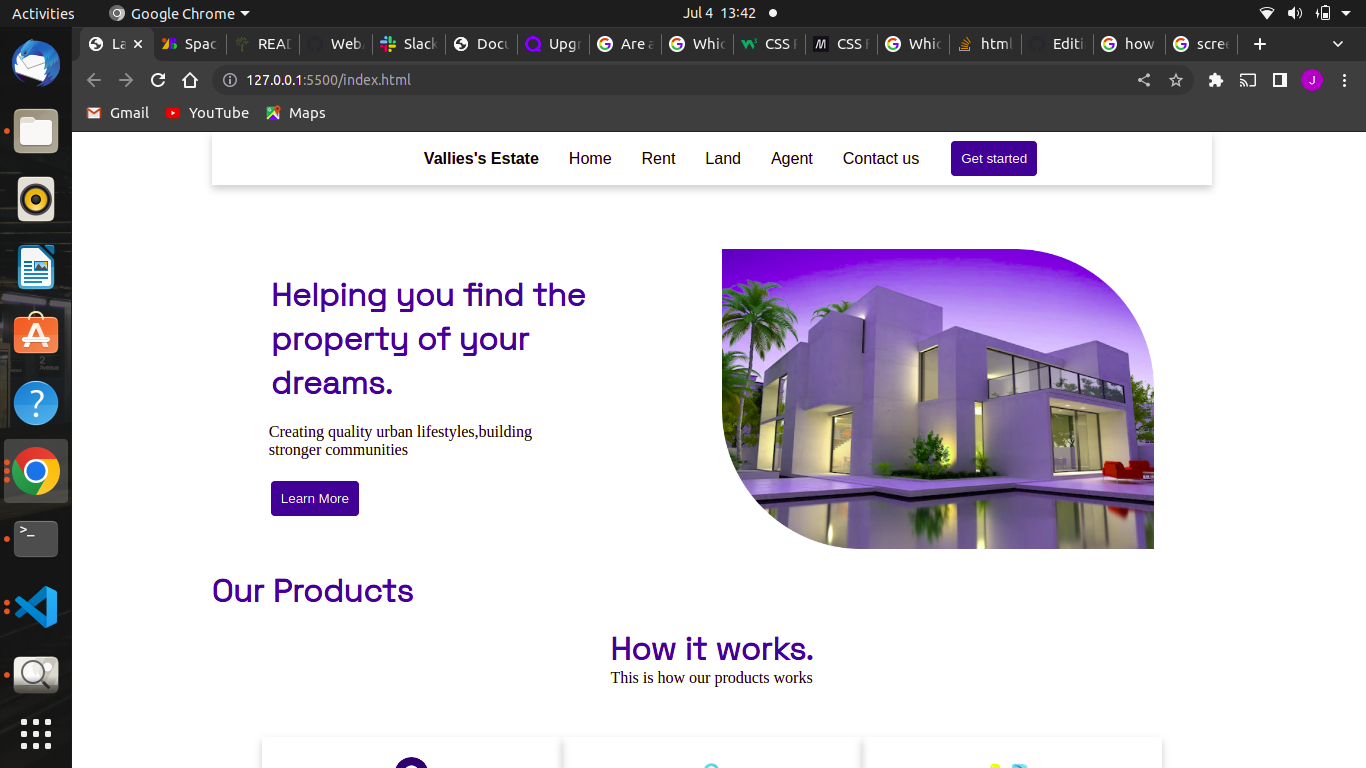 Activities Google Chrome Jul 4 13:42
La Spac READ Web. Slack Docu Upgr Are a Whic CSS CSS Whic html Editi how scree
127.0.0.1:5500/index.html J
Gmail YouTube Maps
Vallies's Estate Home Rent Land Agent Contact us Get started
Helping you find the
property of your
dreams.
Creating quality urban lifestyles,building
stronger communities
Learn More
Our Products
How it works.
This is how our products works